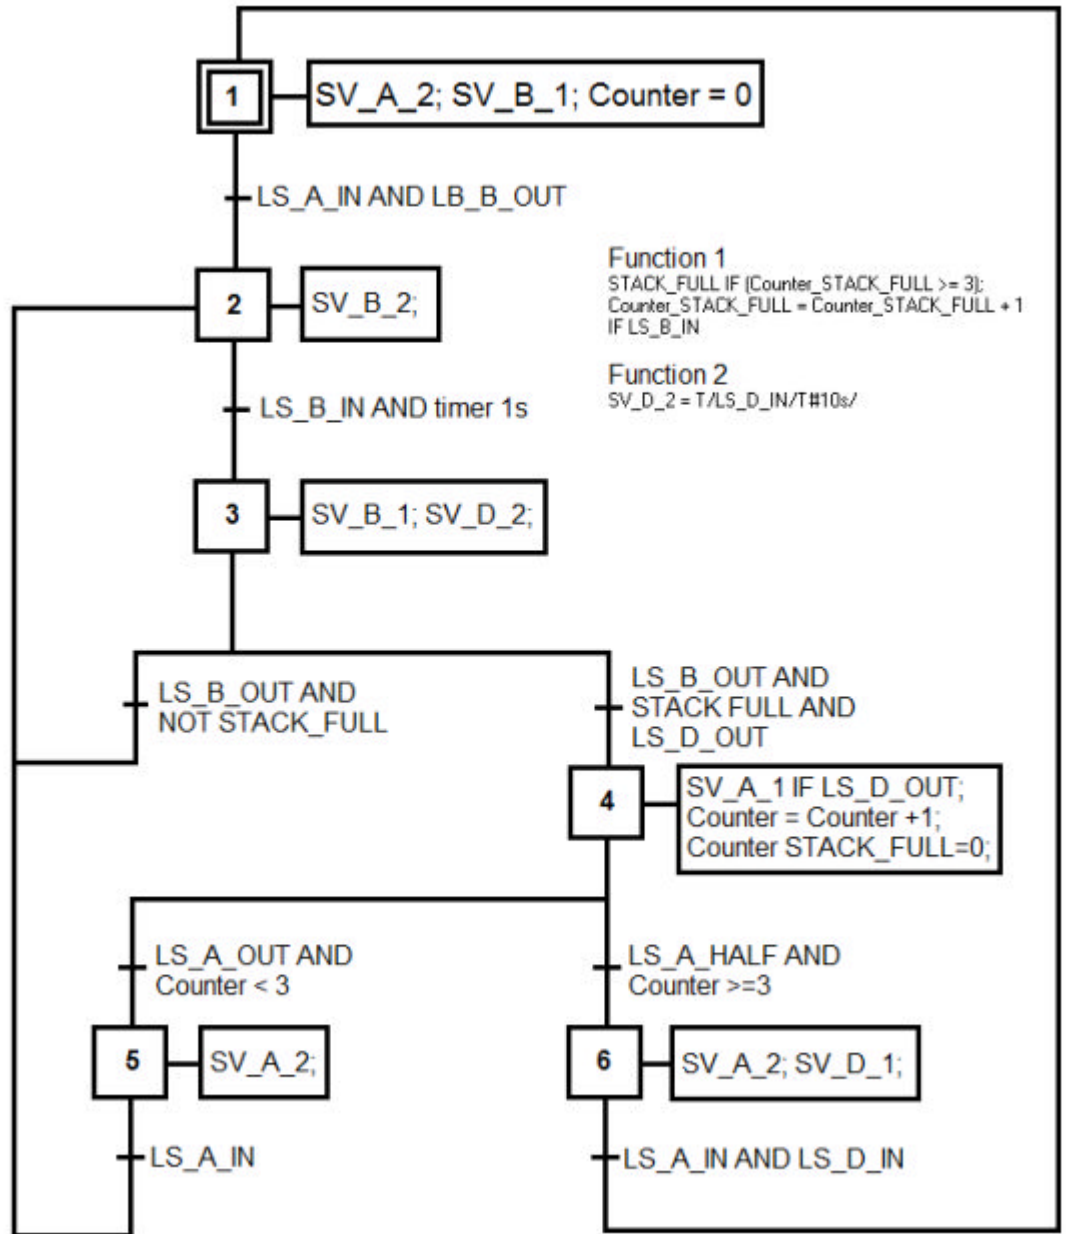 1
SV_A_2; SV_B_1; Counter = 0
LS_A_IN AND LB_B_OUT
2
SV_B_2;
Function 1
STACK_FULL IF (Counter_STACK_FULL >= 3);
Counter_STACK_FULL = Counter_STACK_FULL + 1
IF LS_B_IN
Function 2
SV_D_2 = T/LS_D_IN/T#10s/
LS_B_IN AND timer 1s
3
SV_B_1; SV_D_2;
LS_B_OUT AND
NOT STACK_FULL
LS_B_OUT AND
STACK FULL AND
LS_D_OUT
4
SV_A_1 IF LS_D_OUT;
Counter = Counter +1;
Counter STACK_FULL=0;
LS_A_OUT AND
Counter < 3
LS_A_HALF AND
Counter >=3
5
SV_A_2;
6
SV_A_2; SV_D_1;
LS_A_IN
LS_A_IN AND LS_D_IN